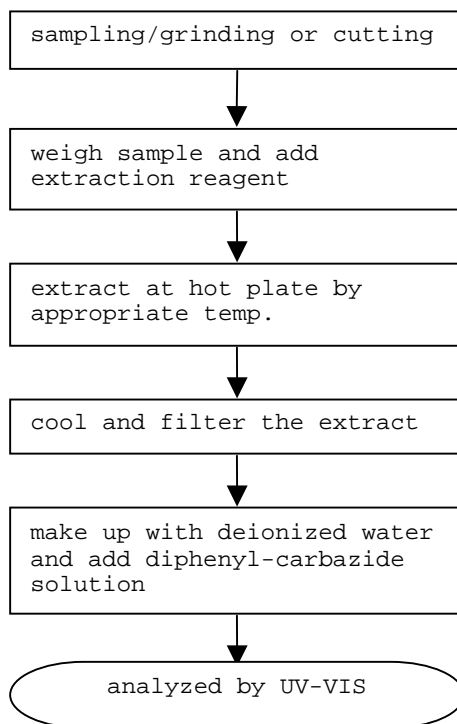 sampling/grinding or cutting
weigh sample and add
extraction reagent
extract at hot plate by
appropriate temp.
cool and filter the extract
make up with deionized water
and add diphenyl-carbazide
solution
analyzed by UV-VIS